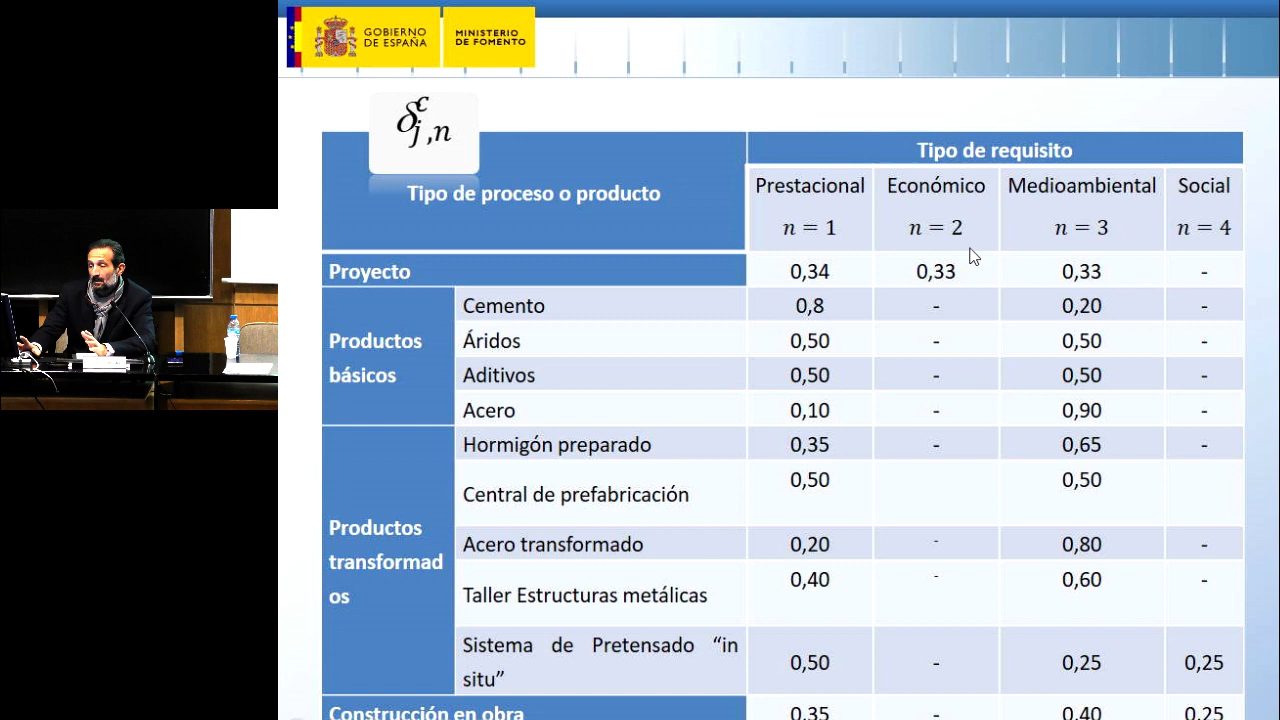 GOBIERNO
DE ESPAÑA
MINISTERIO
DE FOMENTO
δ^c_{j,n}
Tipo de proceso o producto
Tipo de requisito
Prestacional Económico Medioambiental Social
n = 1 n = 2 n = 3 n = 4
Proyecto 0,34 0,33 0,33 -
Productos básicos
Cemento 0,8 - 0,20 -
Áridos 0,50 - 0,50 -
Aditivos 0,50 - 0,50 -
Acero 0,10 - 0,90 -
Productos
transformad
os
Hormigón preparado 0,35 - 0,65 -
Central de prefabricación 0,50 0,50
Acero transformado 0,20 - 0,80 -
Taller Estructuras metálicas 0,40 - 0,60 -
Sistema de Pretensado “in
situ” 0,50 - 0,25 0,25
Construcción en obra 0,35 - 0,40 0,25